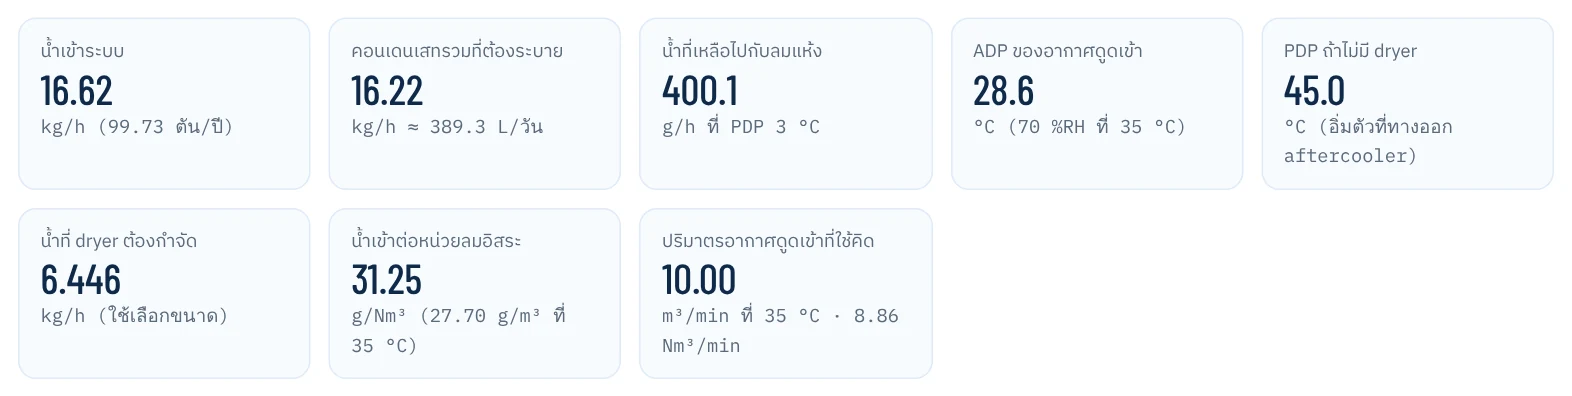 น้ำเข้าระบบ
16.62
kg/h (99.73 ตัน/ปี)
คอนเดนเสทรวมที่ต้องระบาย
16.22
kg/h ≈ 389.3 L/วัน
น้ำที่เหลือไปกับลมแห้ง
400.1
g/h ที่ PDP 3 °C
ADP ของอากาศดูดเข้า
28.6
°C (70 %RH ที่ 35 °C)
PDP ถ้าไม่มี dryer
45.0
°C (อิ่มตัวที่ทางออก
aftercooler)
น้ำที่ dryer ต้องกำจัด
6.446
kg/h (ใช้เลือกขนาด)
น้ำเข้าต่อหน่วยลมอิสระ
31.25
g/Nm³ (27.70 g/m³ ที่
35 °C)
ปริมาตรอากาศดูดเข้าที่ใช้คิด
10.00
m³/min ที่ 35 °C · 8.86
Nm³/min